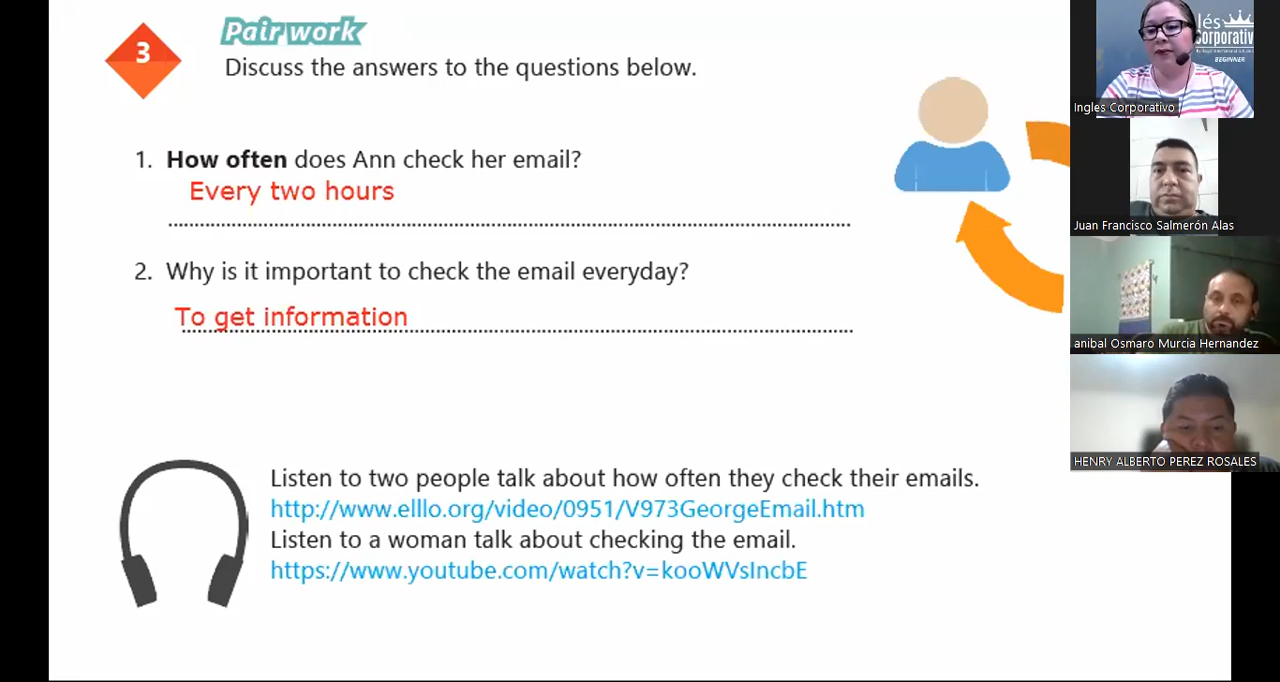 3
Pair work
Discuss the answers to the questions below.
1. How often does Ann check her email?
Every two hours
2. Why is it important to check the email everyday?
To get information
Listen to two people talk about how often they check their emails.
http://www.elllo.org/video/0951/V973GeorgeEmail.htm
Listen to a woman talk about checking the email.
https://www.youtube.com/watch?v=kooWVsIncbE
lés
corporativ
BEGINNER
Ingles Corporativo
Juan Francisco Salmerón Alas
anibal Osmaro Murcia Hernandez
HENRY ALBERTO PEREZ ROSALES